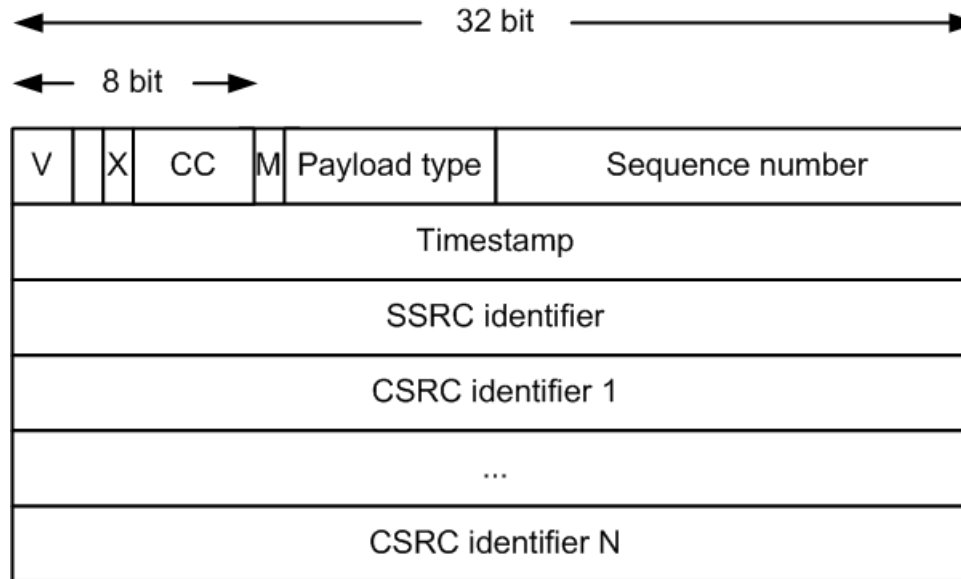 32 bit
8 bit
V X CC M Payload type Sequence number
Timestamp
SSRC identifier
CSRC identifier 1
...
CSRC identifier N